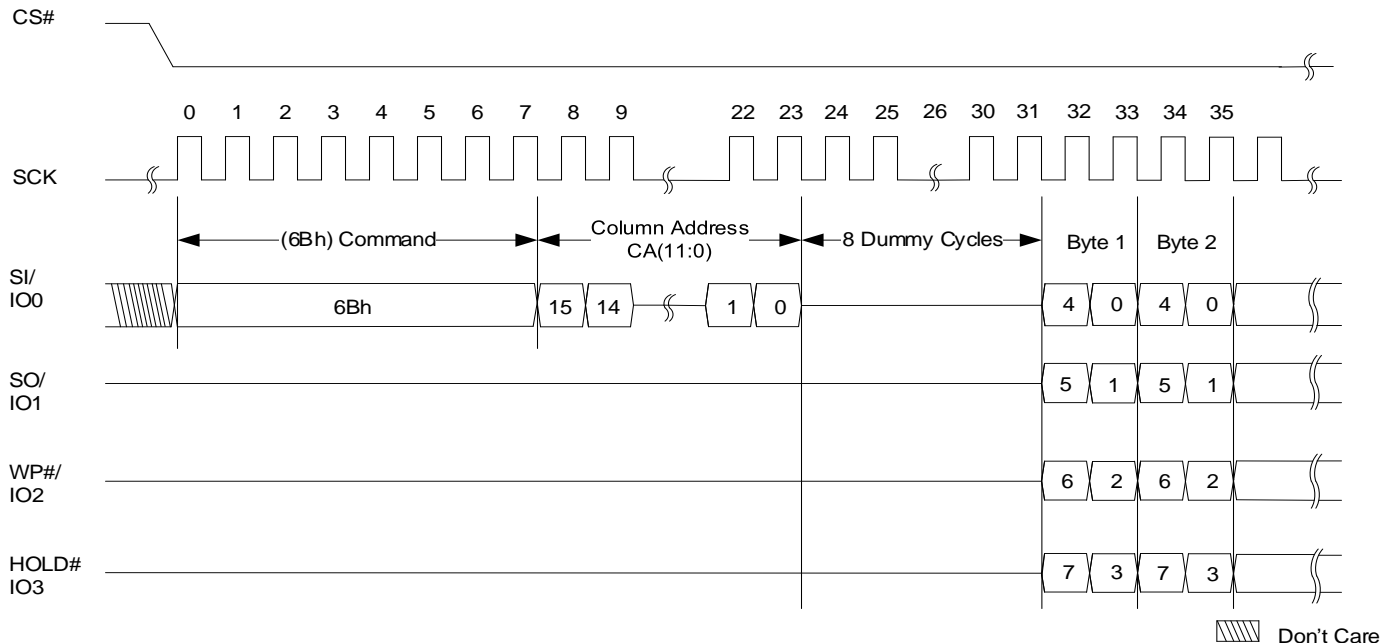 CS#
0 1 2 3 4 5 6 7 8 9 22 23 24 25 26 30 31 32 33 34 35
SCK
(6Bh) Command
Column Address
CA(11:0)
8 Dummy Cycles
Byte 1
Byte 2
SI/
IO0
6Bh 15 14 1 0 4 0 4 0
SO/
IO1
5 1 5 1
WP#/
IO2
6 2 6 2
HOLD#
IO3
7 3 7 3
Don't Care